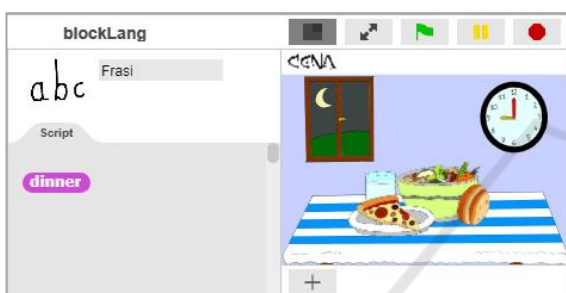 blockLang
abc
Frasi
Script
dinner
CENA